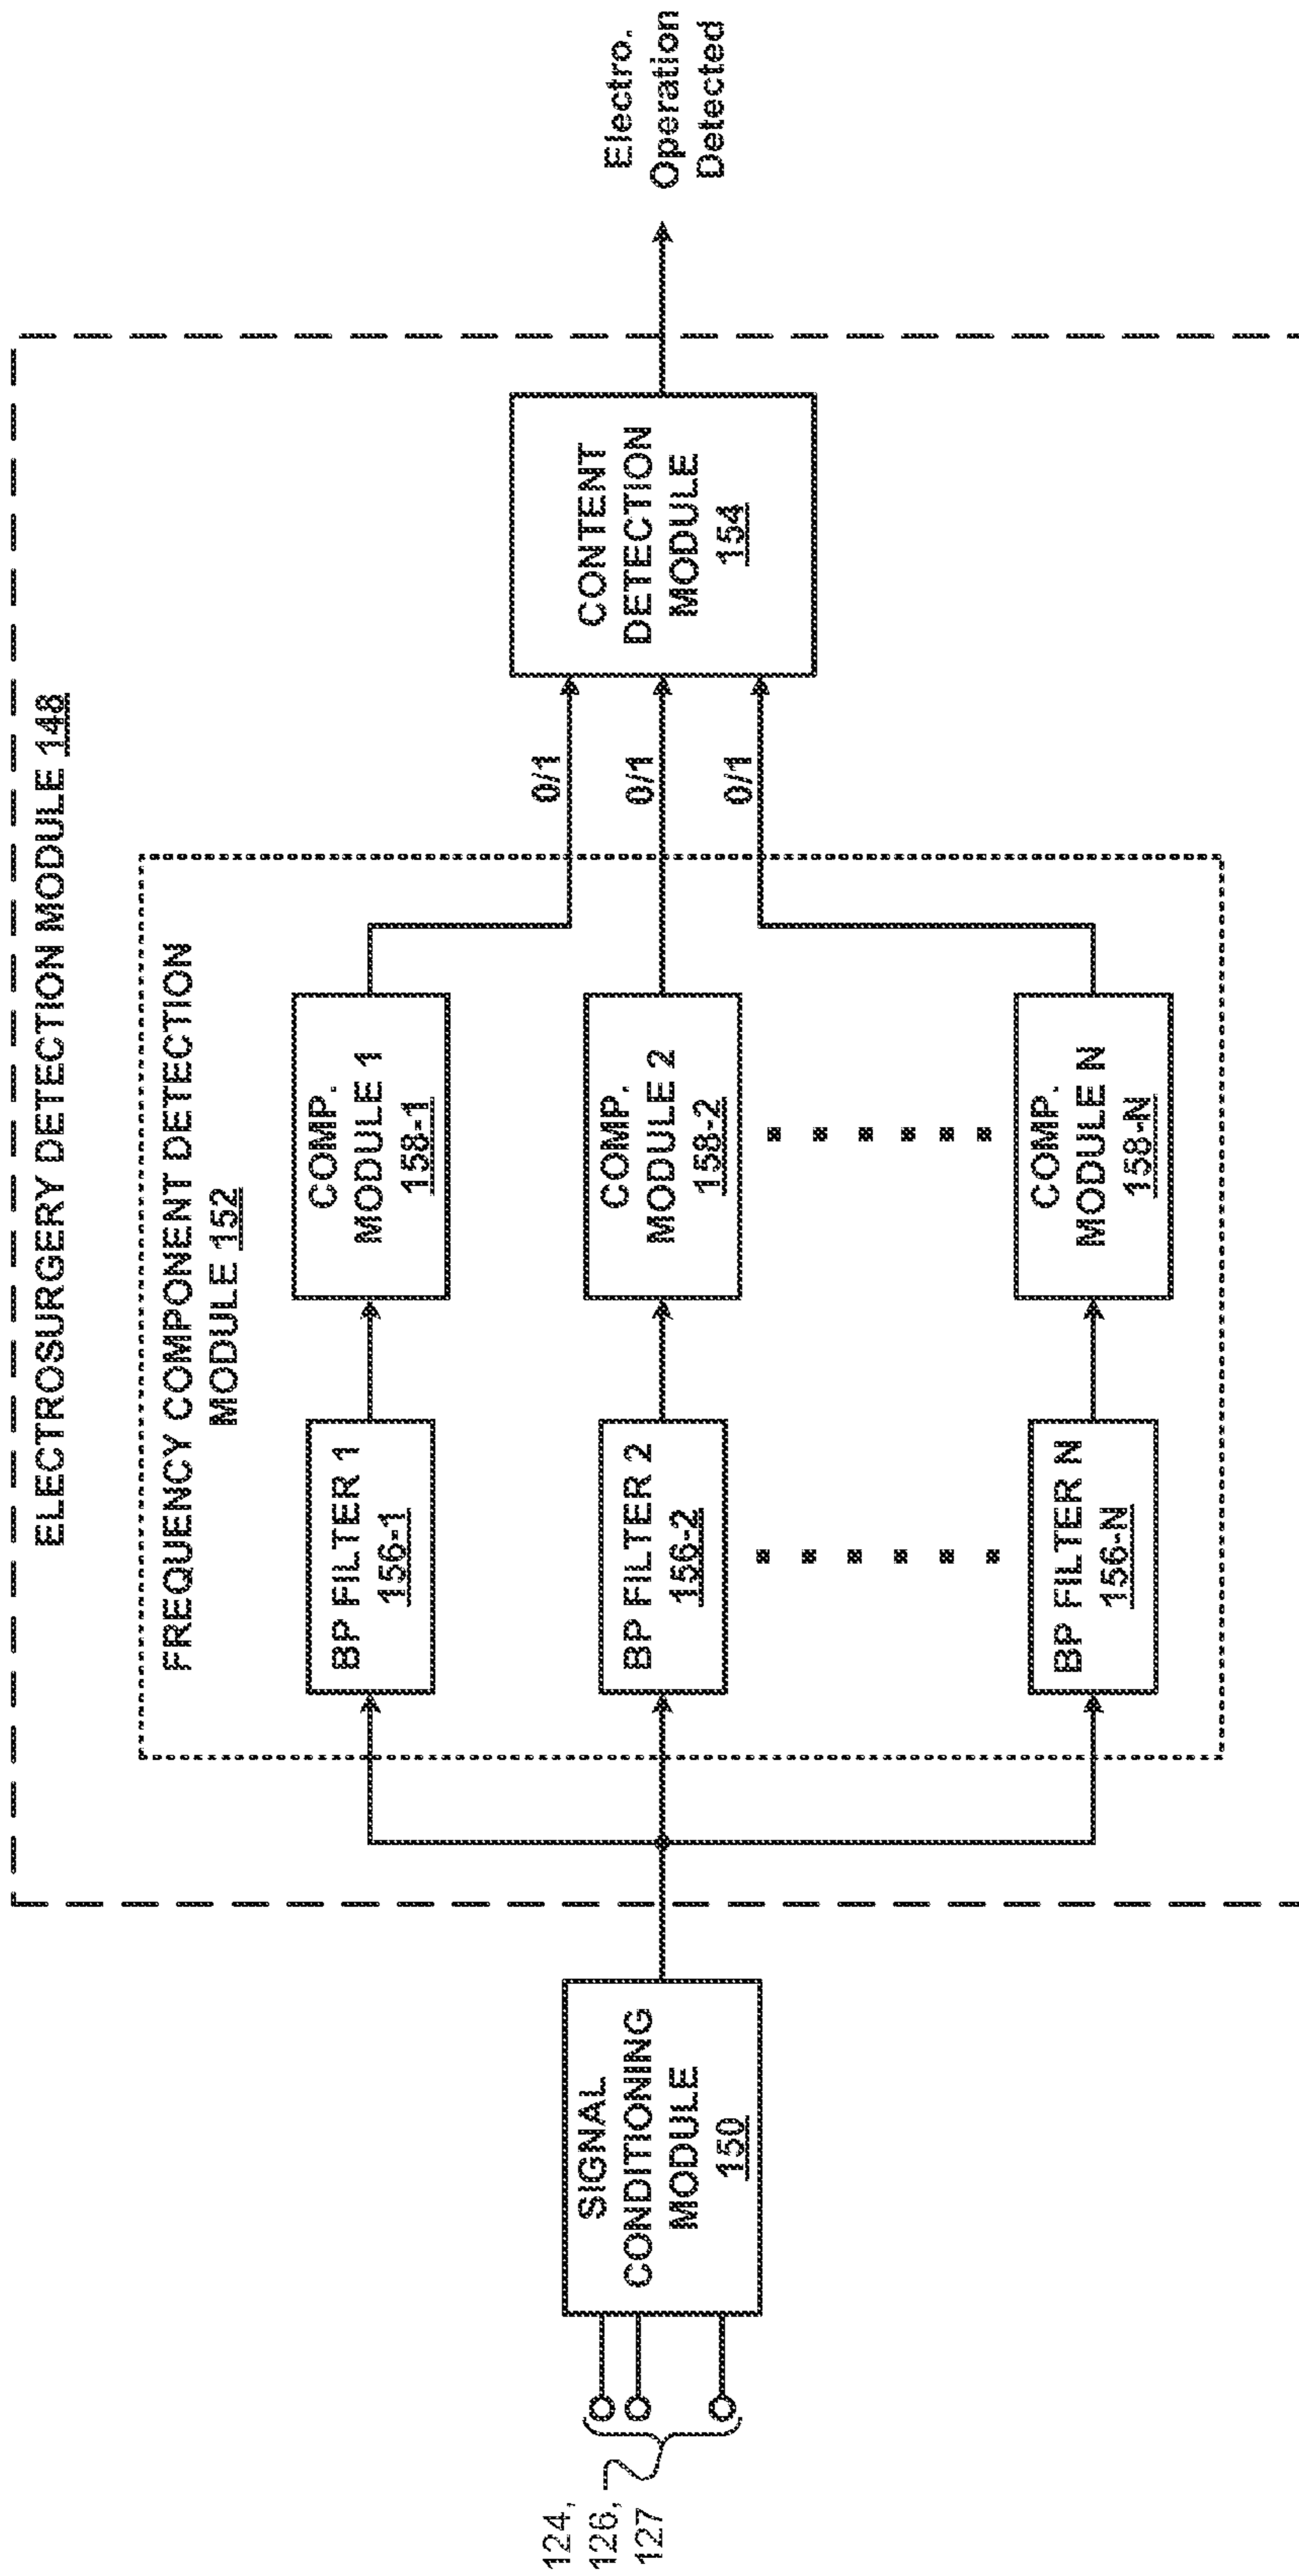 ELECTROSURGERY DETECTION MODULE 148
FREQUENCY COMPONENT DETECTION
MODULE 152
124,
126,
127
SIGNAL
CONDITIONING
MODULE
150
BP FILTER 1
156-1
COMP.
MODULE 1
158-1
BP FILTER 2
156-2
COMP.
MODULE 2
158-2
BP FILTER N
156-N
COMP.
MODULE N
158-N
0/1
0/1
0/1
CONTENT
DETECTION
MODULE
154
Electro.
Operation
Detected